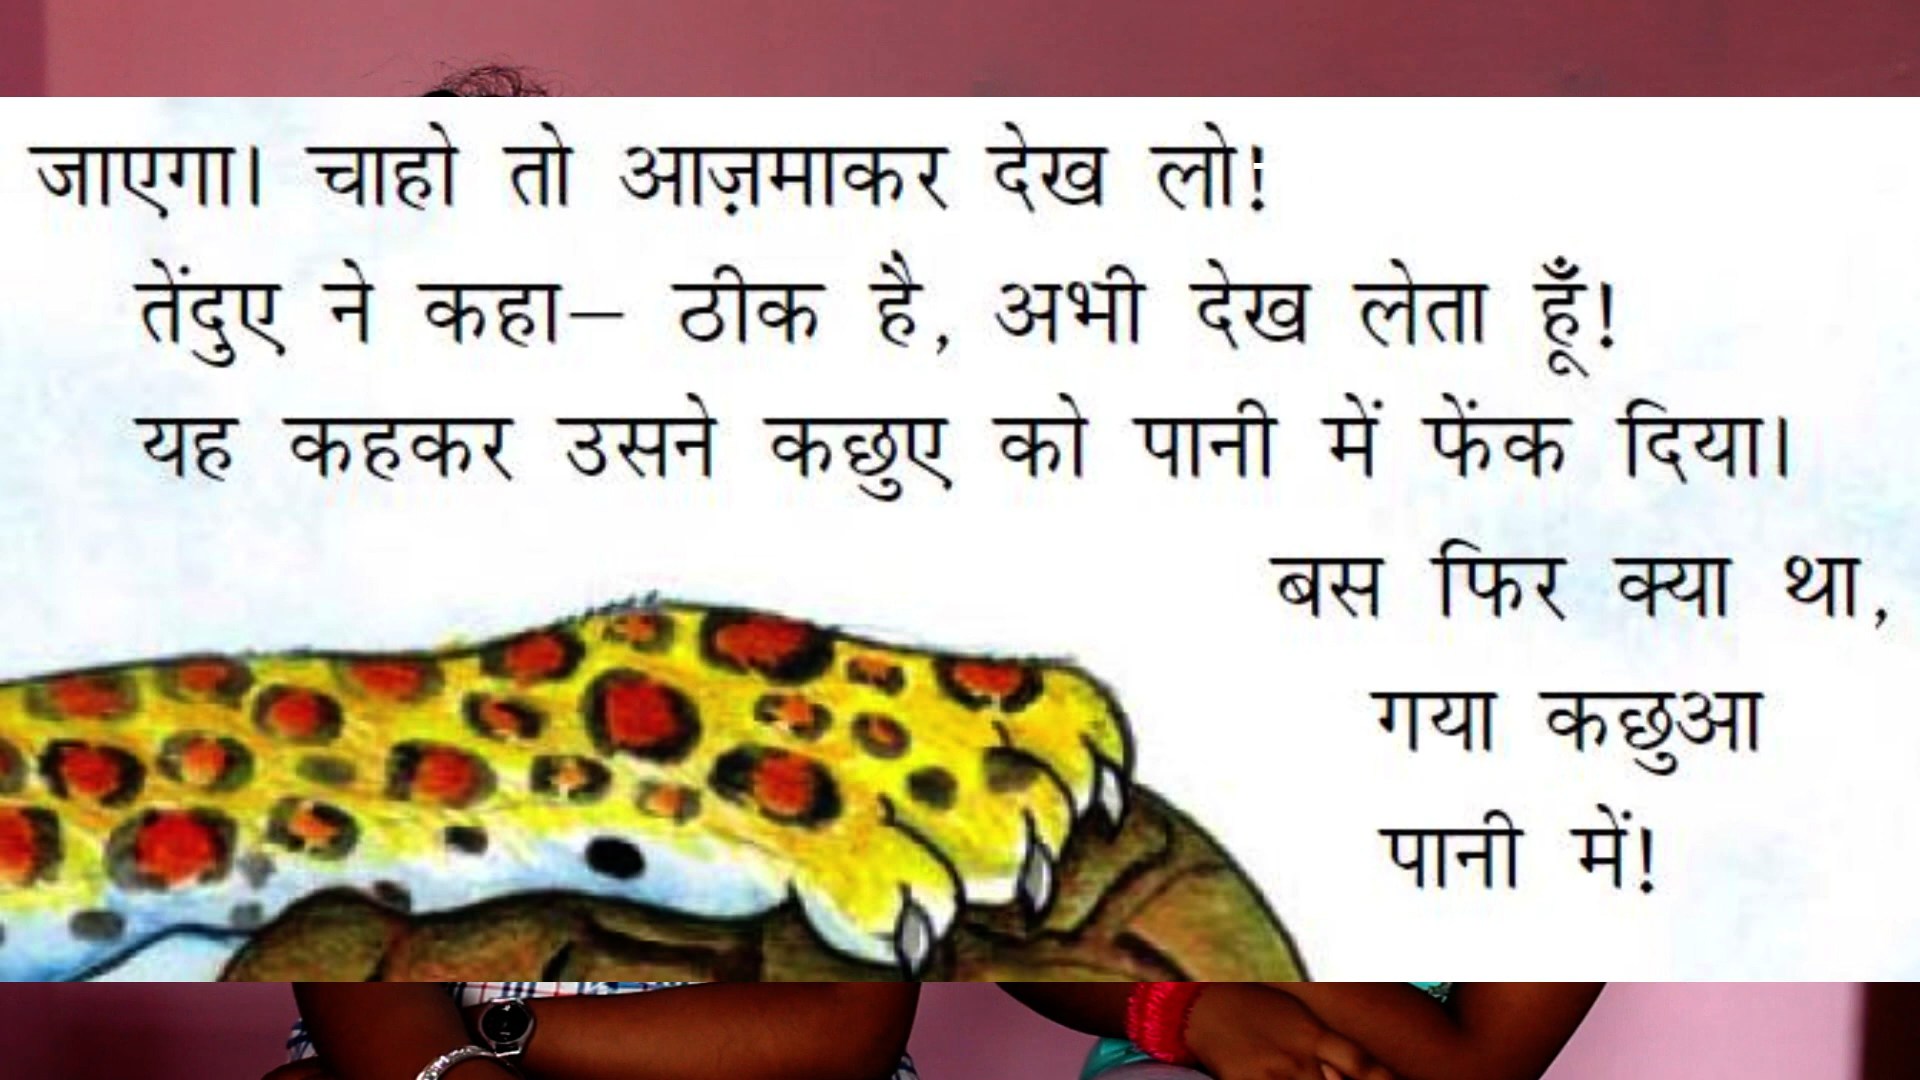 जाएगा। चाहो तो आज़माकर देख लो!
तेंदुए ने कहा– ठीक है, अभी देख लेता हूँ!
यह कहकर उसने कछुए को पानी में फेंक दिया।
बस फिर क्या था,
गया कछुआ
पानी में!